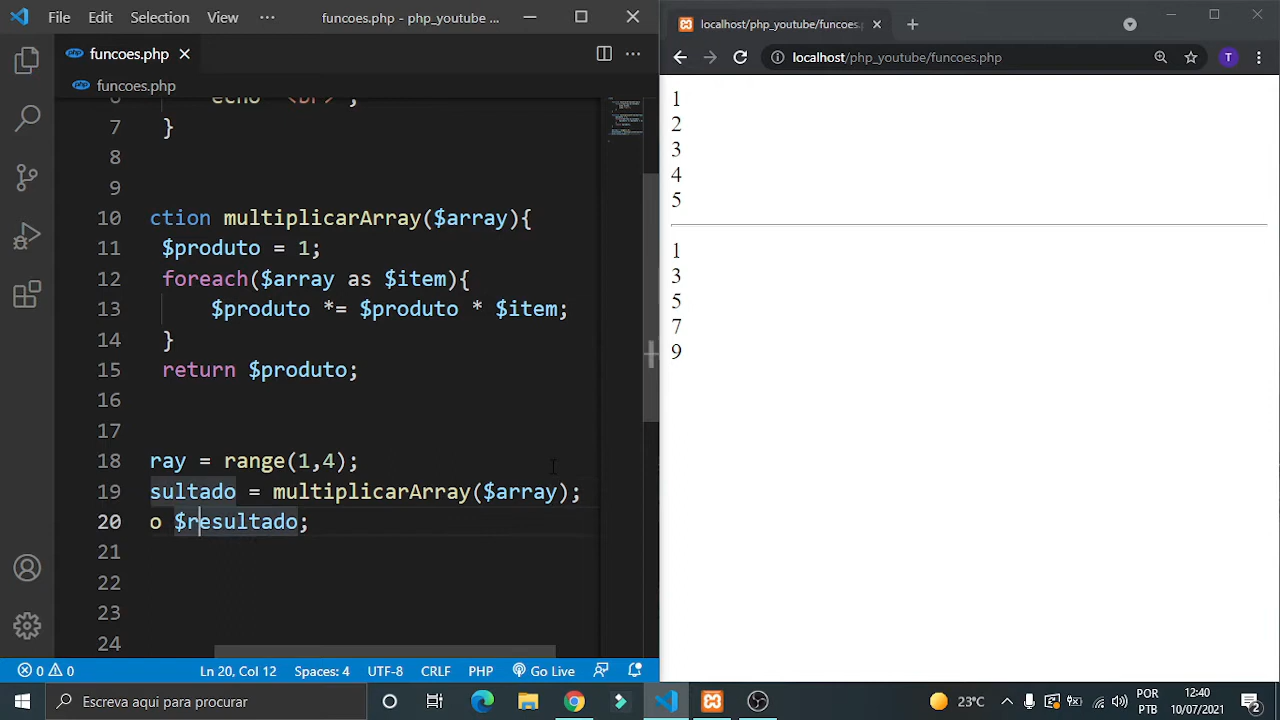 File Edit View ··· funcoes.php - php_youtube ...
funcoes.php
funcoes.php
6 echo "<br>";
7 }
8
9
10 ction multiplicarArray($array){
11 $produto = 1;
12 foreach($array as $item){
13 $produto *= $produto * $item;
14 }
15 return $produto;
16
17
18 ray = range(1,4);
19 sultado = multiplicarArray($array);
20 o $resultado;
21
22
23
24
0 0 Ln 20, Col 12 Spaces: 4 UTF-8 CRLF PHP Go Live
localhost/php_youtube/funcoes.p
localhost/php_youtube/funcoes.php T
1
2
3
4
5
1
3
5
7
9
Escreva aqui para procurar 23°C POR 12:40
PTB 10/07/2021 2